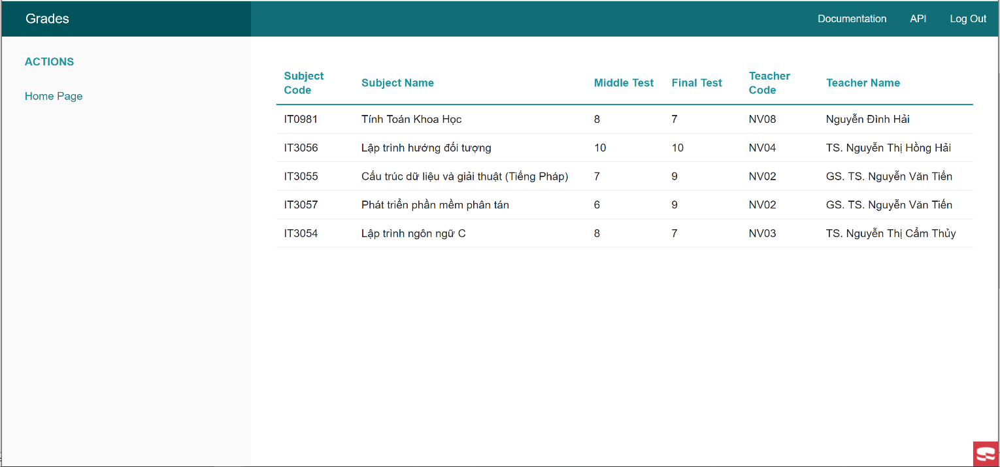 Grades
Documentation API Log Out
ACTIONS
Home Page
Subject Code Subject Name Middle Test Final Test Teacher Code Teacher Name
IT0981 Tính Toán Khoa Học 8 7 NV08 Nguyễn Đình Hải
IT3056 Lập trình hướng đối tượng 10 10 NV04 TS. Nguyễn Thị Hồng Hải
IT3055 Cấu trúc dữ liệu và giải thuật (Tiếng Pháp) 7 9 NV02 GS. TS. Nguyễn Văn Tiến
IT3057 Phát triển phần mềm phân tán 6 9 NV02 GS. TS. Nguyễn Văn Tiến
IT3054 Lập trình ngôn ngữ C 8 7 NV03 TS. Nguyễn Thị Cẩm Thủy